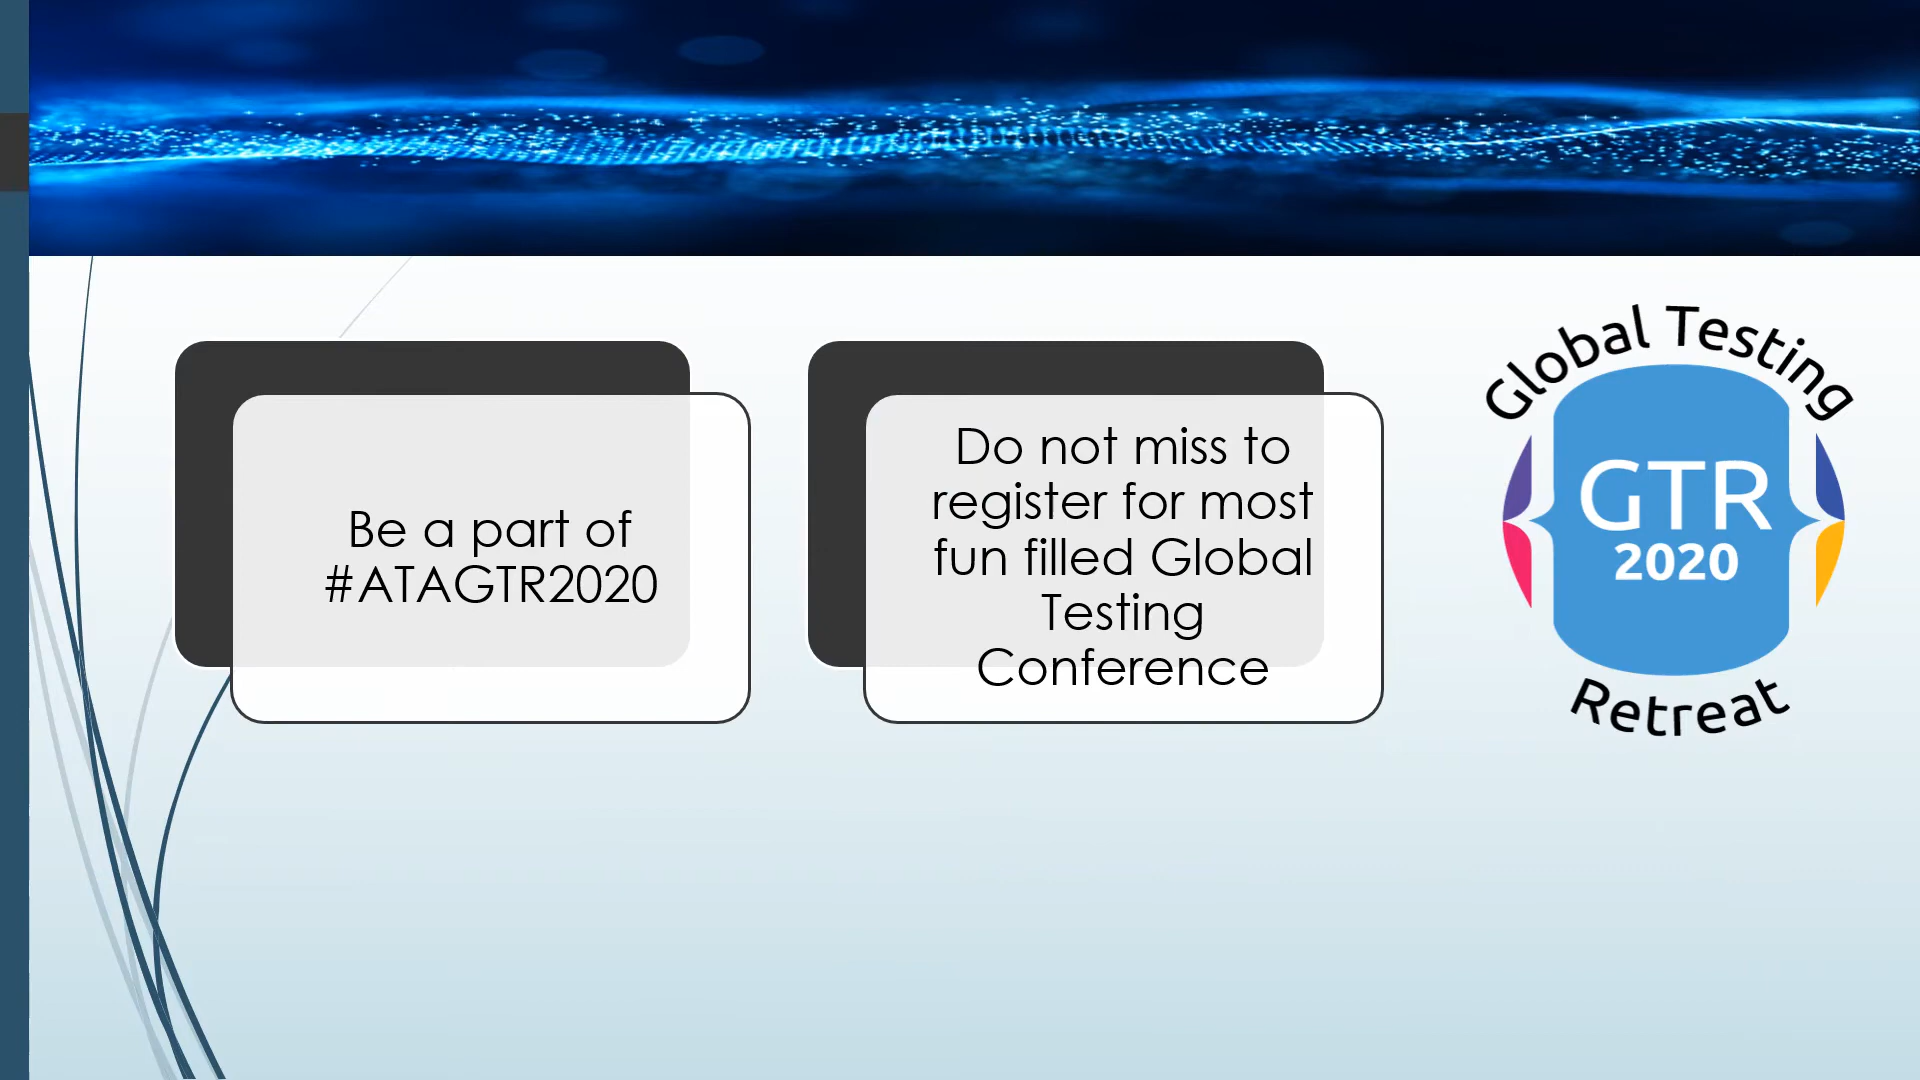 Be a part of
#ATAGTR2020
Do not miss to
register for most
fun filled Global
Testing
Conference
Global Testing
GTR
2020
Retreat